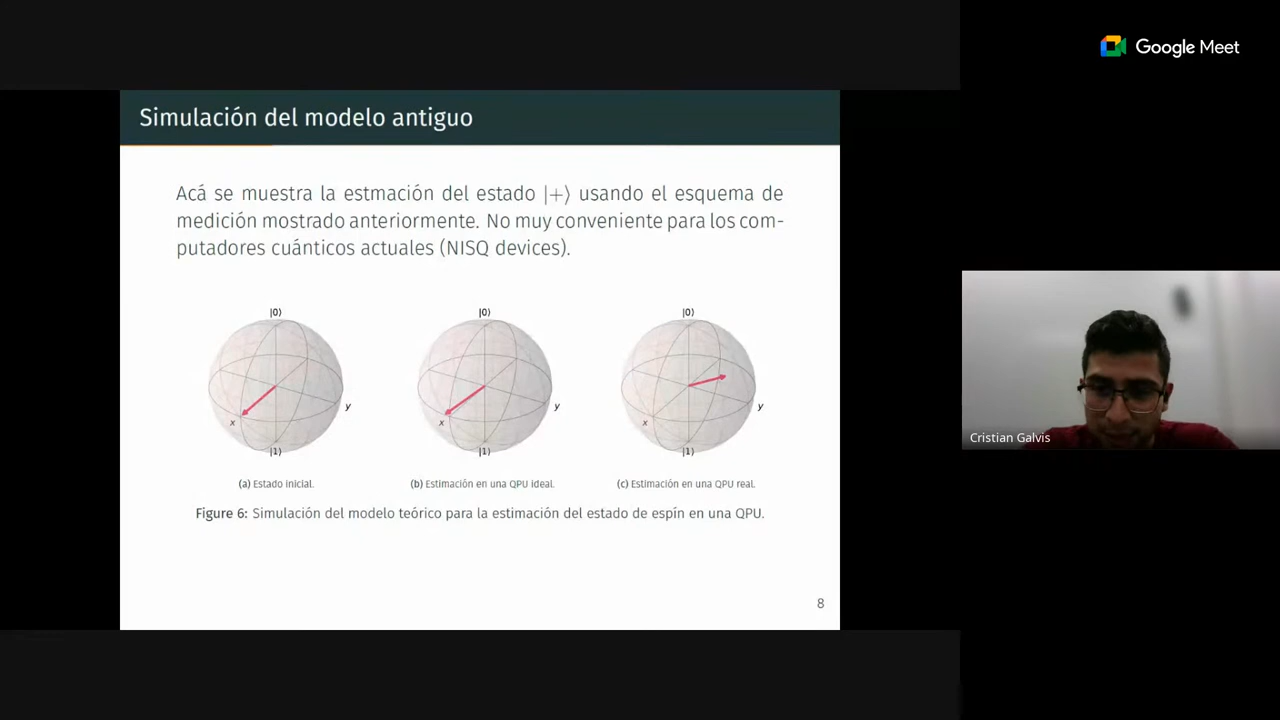 Google Meet
Simulación del modelo antiguo
Acá se muestra la estmación del estado |+⟩ usando el esquema de
medición mostrado anteriormente. No muy conveniente para los com-
putadores cuánticos actuales (NISQ devices).
|0⟩ |0⟩ |0⟩
x y x y x y
|1⟩ |1⟩ |1⟩
(a) Estado inicial. (b) Estimación en una QPU ideal. (c) Estimación en una QPU real.
Figure 6: Simulación del modelo teórico para la estimación del estado de espín en una QPU.
8
Cristian Galvis